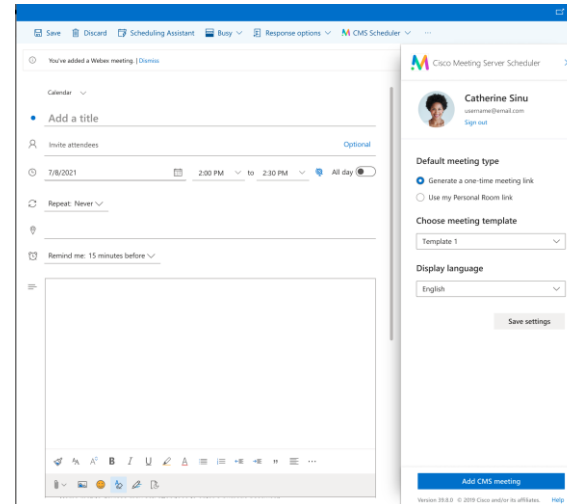 Save Discard Scheduling Assistant Busy Response options CMS Scheduler ...
You've added a Webex meeting. | Dismiss
Calendar
Add a title
Invite attendees Optional
7/8/2021 2:00 PM to 2:30 PM All day
Repeat: Never
Remind me: 15 minutes before
B I U A
Cisco Meeting Server Scheduler
Catherine Sinu
username@email.com
Sign out
Default meeting type
Generate a one-time meeting link
Use my Personal Room link
Choose meeting template
Template 1
Display language
English
Save settings
Add CMS meeting
Version 39.8.0 © 2019 Cisco and/or its affiliates. Help